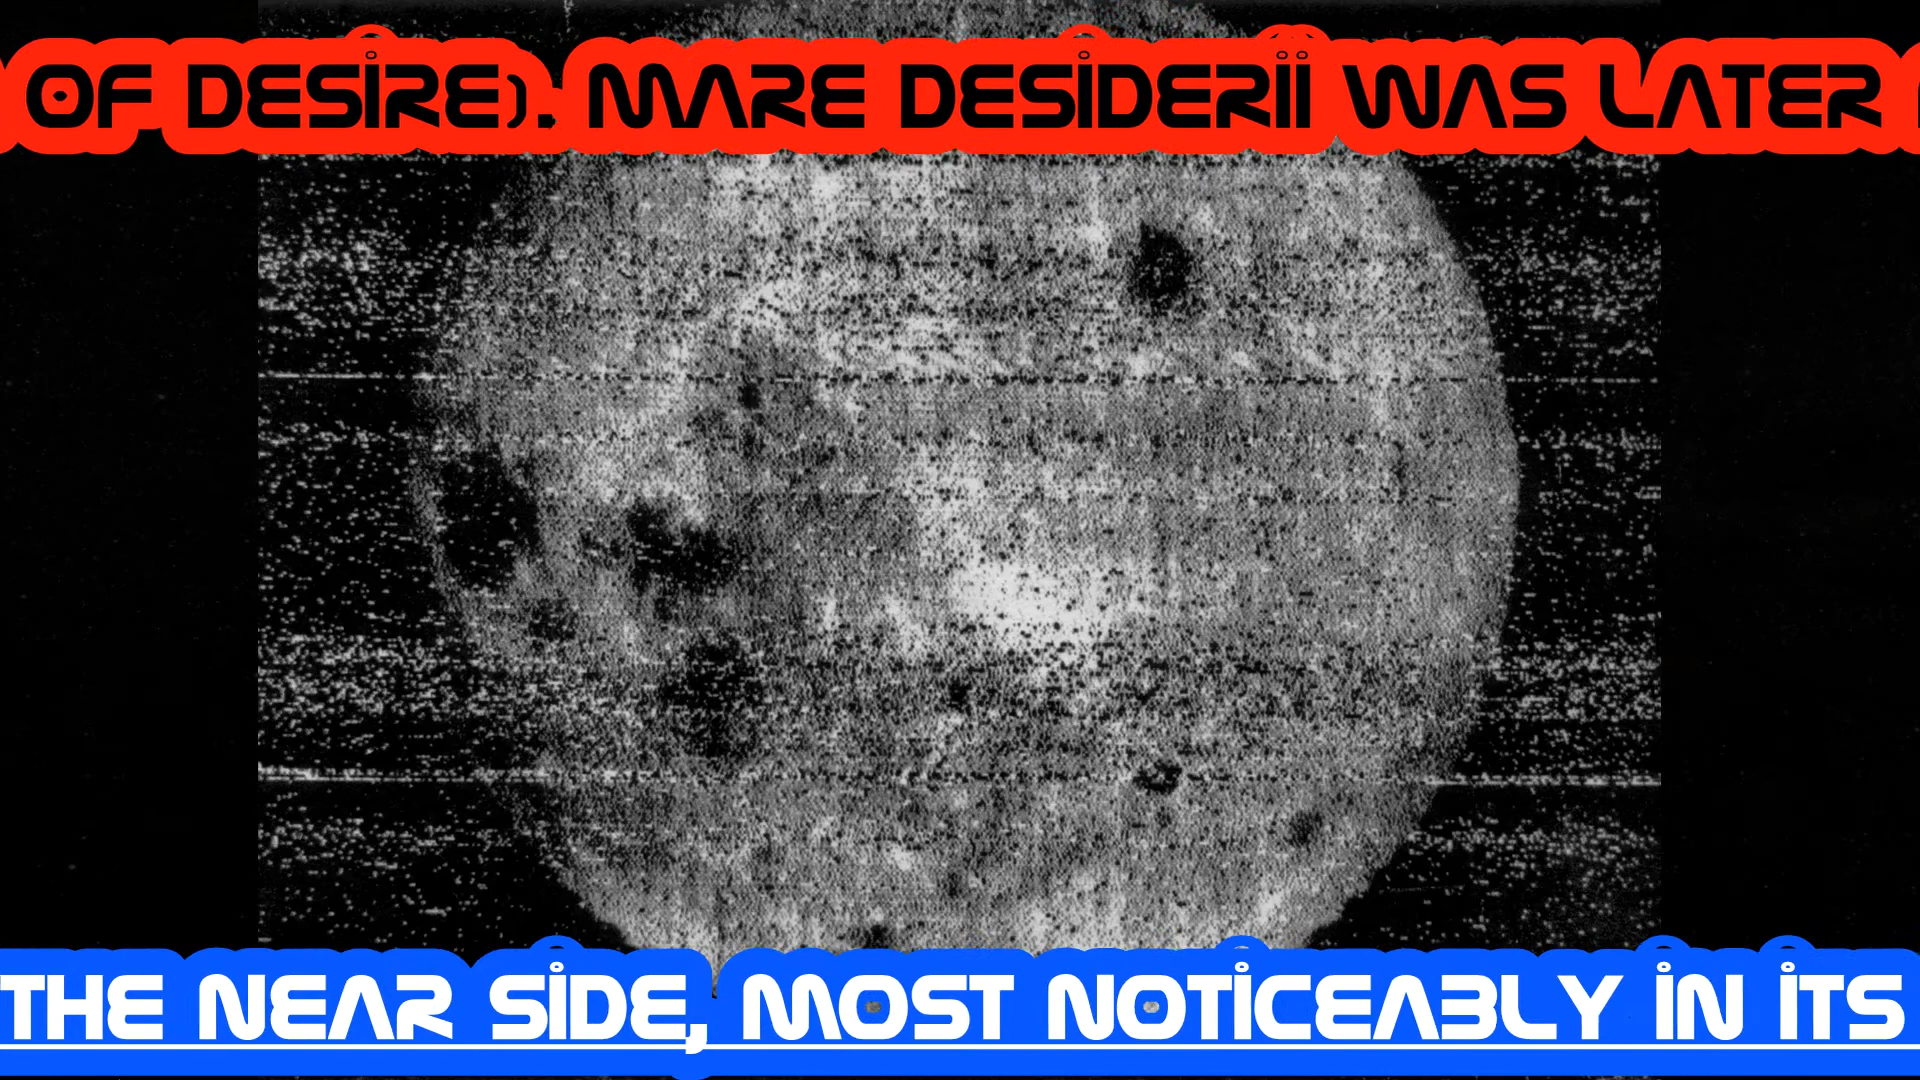 OF DESIRE). MARE DESIDERII WAS LATER
THE NEAR SIDE, MOST NOTICEABLY IN ITS